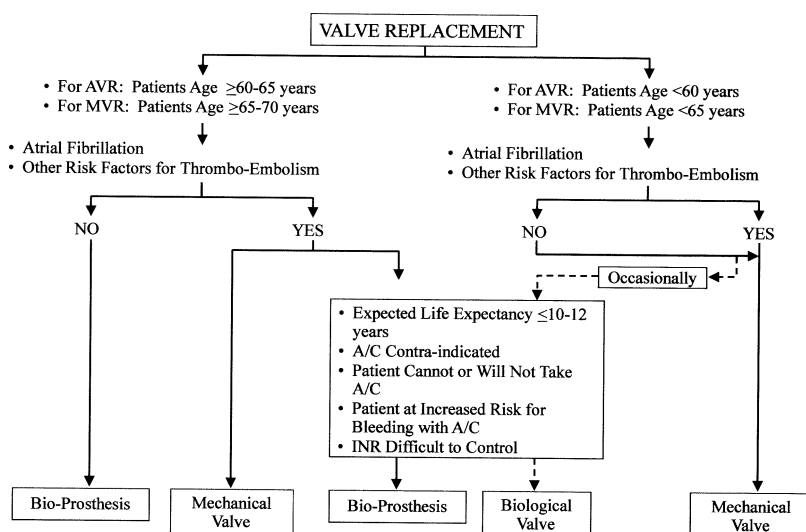 VALVE REPLACEMENT
• For AVR: Patients Age ≥60-65 years
• For MVR: Patients Age ≥65-70 years
• For AVR: Patients Age <60 years
• For MVR: Patients Age <65 years
• Atrial Fibrillation
• Other Risk Factors for Thrombo-Embolism
• Atrial Fibrillation
• Other Risk Factors for Thrombo-Embolism
NO
YES
NO
YES
Occasionally
• Expected Life Expectancy ≤10-12
years
• A/C Contra-indicated
• Patient Cannot or Will Not Take
A/C
• Patient at Increased Risk for
Bleeding with A/C
• INR Difficult to Control
Bio-Prosthesis
Mechanical
Valve
Bio-Prosthesis
Biological
Valve
Mechanical
Valve